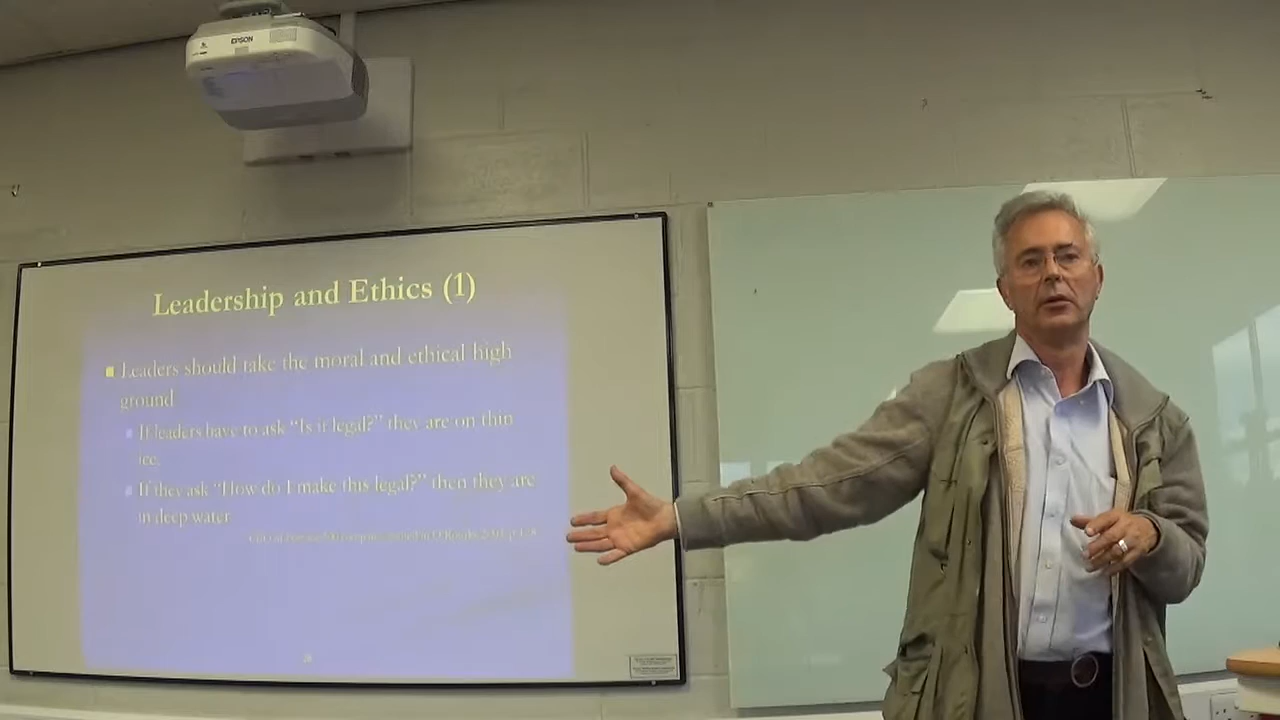 EPSON
Leadership and Ethics (1)
Leaders should take the moral and ethical high
ground
If leaders have to ask "Is it legal?" they are on thin
ice.
If they ask "How do I make this legal?" then they are
in deep water